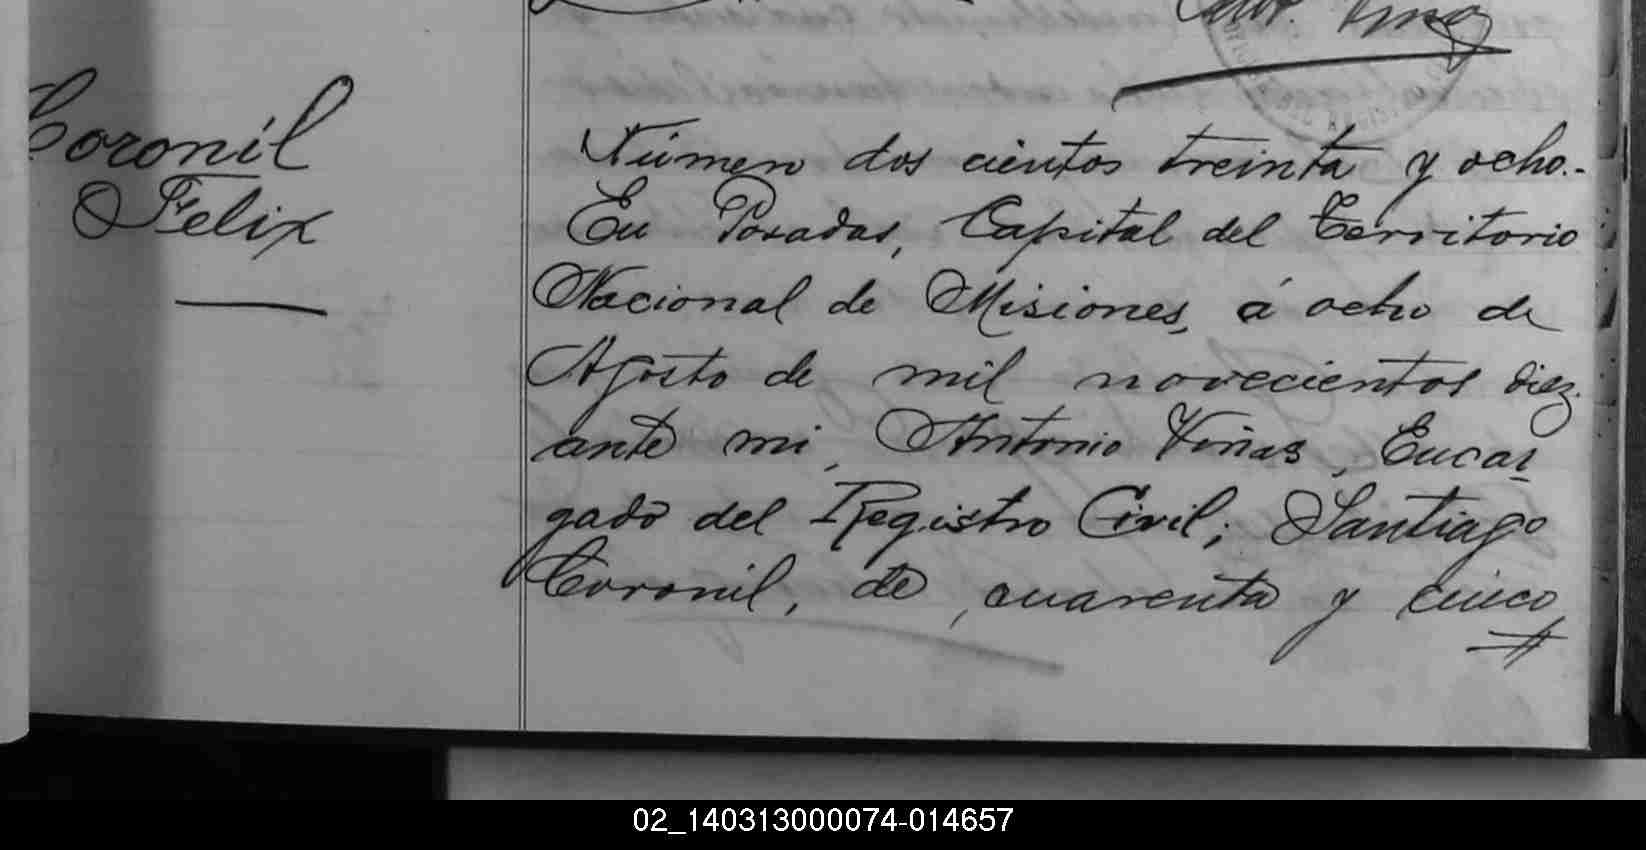 Coronil
Felix
Número dos cientos treinta y ocho.-
En Posadas, Capital del Territorio
Nacional de Misiones, á ocho de
Agosto de mil novecientos diez.
ante mi, Antonio Viñas, Encar
gado del Registro Civil; Santiago
Coronil, de cuarenta y cinco
02_140313000074-014657